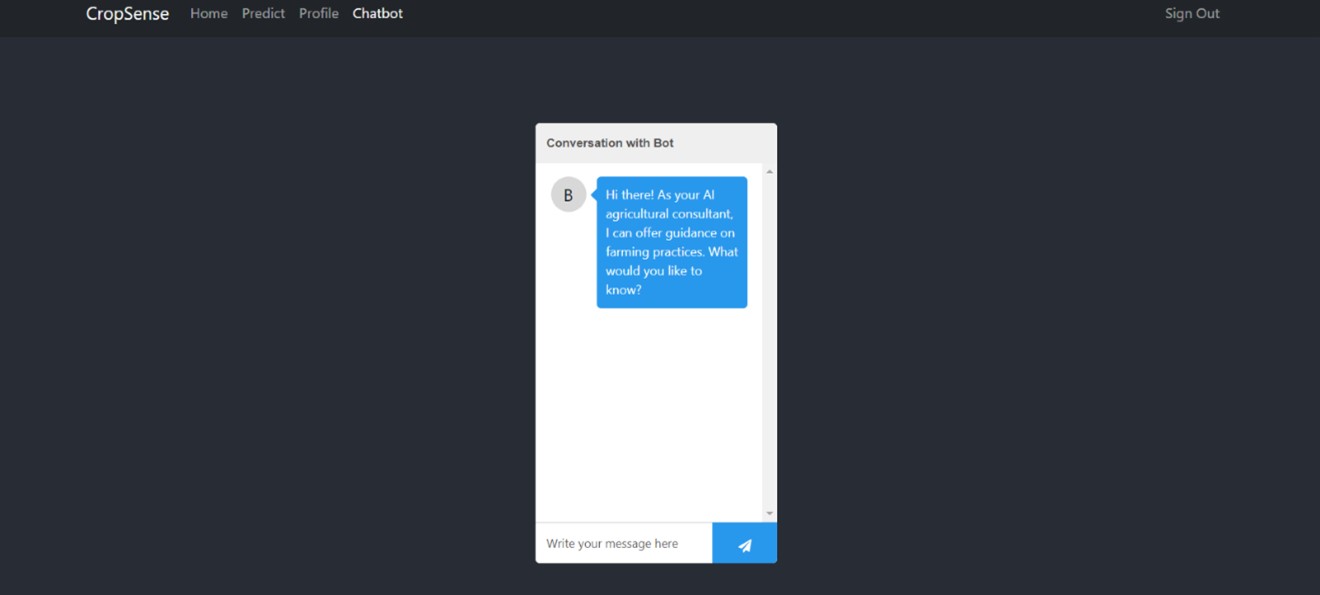 CropSense Home Predict Profile Chatbot Sign Out
Conversation with Bot
B
Hi there! As your AI
agricultural consultant,
I can offer guidance on
farming practices. What
would you like to
know?
Write your message here